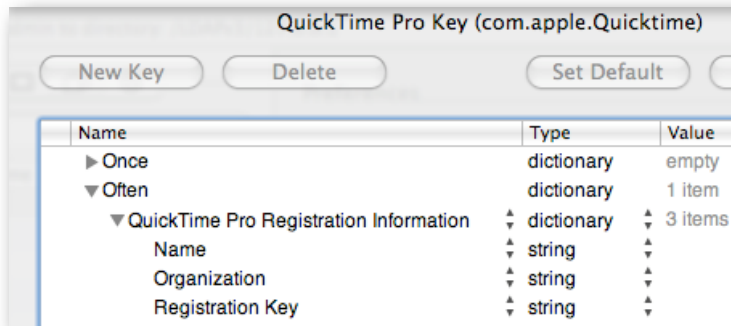 QuickTime Pro Key (com.apple.Quicktime)
New Key Delete Set Default
Name Type Value
Once dictionary empty
Often dictionary 1 item
QuickTime Pro Registration Information dictionary 3 items
Name string
Organization string
Registration Key string